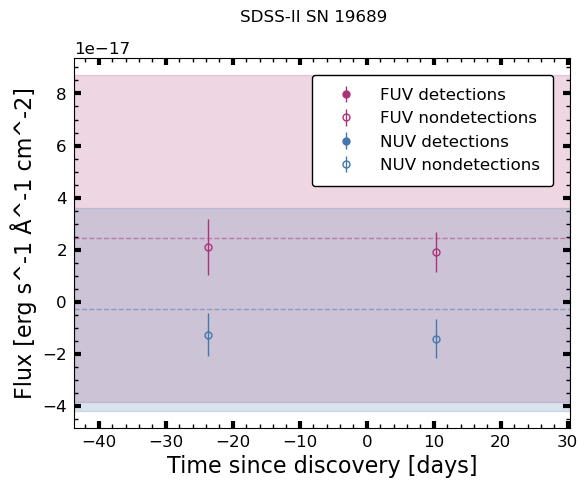 SDSS-II SN 19689
1e−17
FUV detections
FUV nondetections
NUV detections
NUV nondetections
8
6
4
2
0
−2
−4
Flux [erg s^-1 Å^-1 cm^-2]
−40 −30 −20 −10 0 10 20 30
Time since discovery [days]